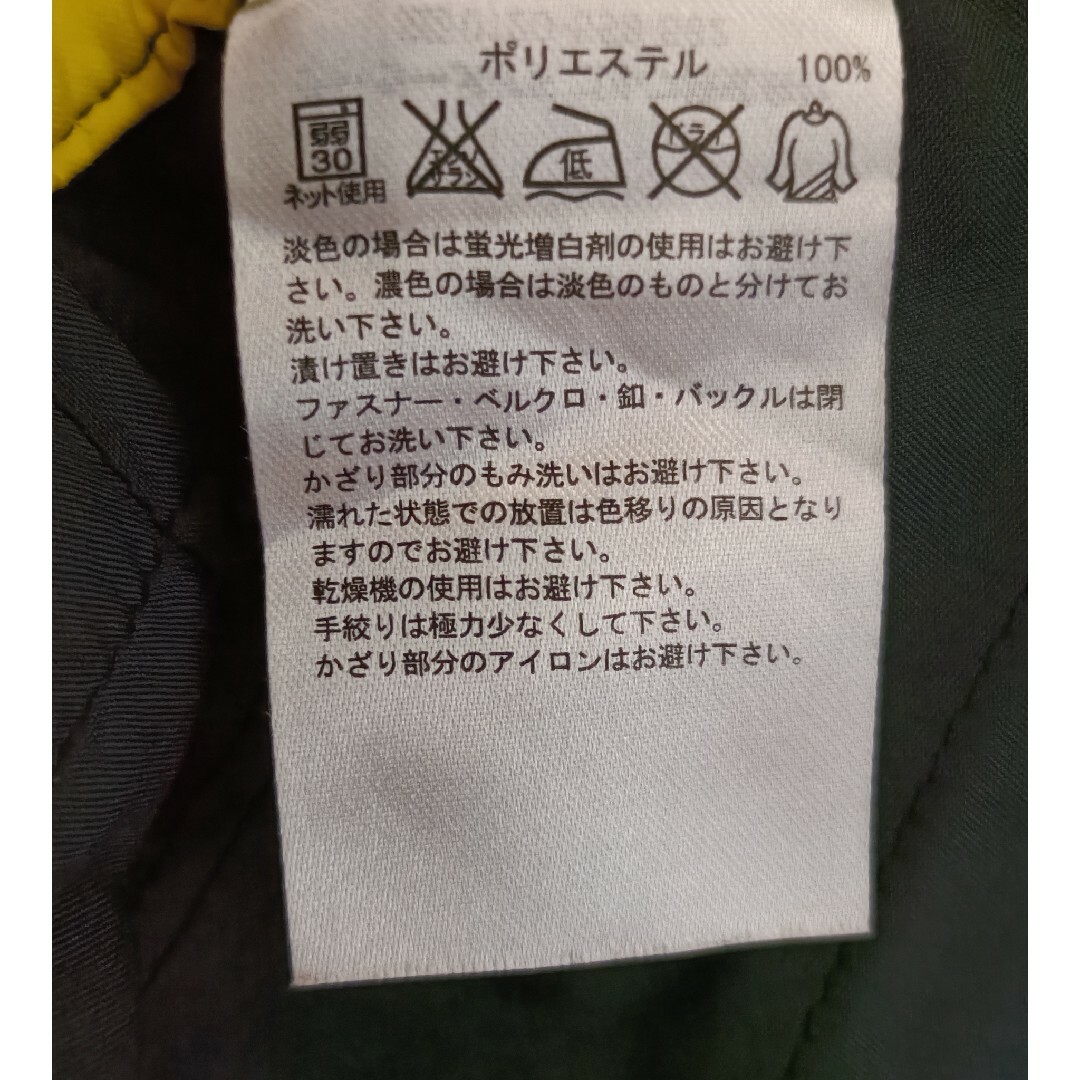 ポリエステル 100%
弱
30
ネット使用
エンソ
サラシ
低
ドライ
淡色の場合は蛍光増白剤の使用はお避け下
さい。濃色の場合は淡色のものと分けてお
洗い下さい。
漬け置きはお避け下さい。
ファスナー・ベルクロ・釦・バックルは閉
じてお洗い下さい。
かざり部分のもみ洗いはお避け下さい。
濡れた状態での放置は色移りの原因となり
ますのでお避け下さい。
乾燥機の使用はお避け下さい。
手絞りは極力少なくして下さい。
かざり部分のアイロンはお避け下さい。